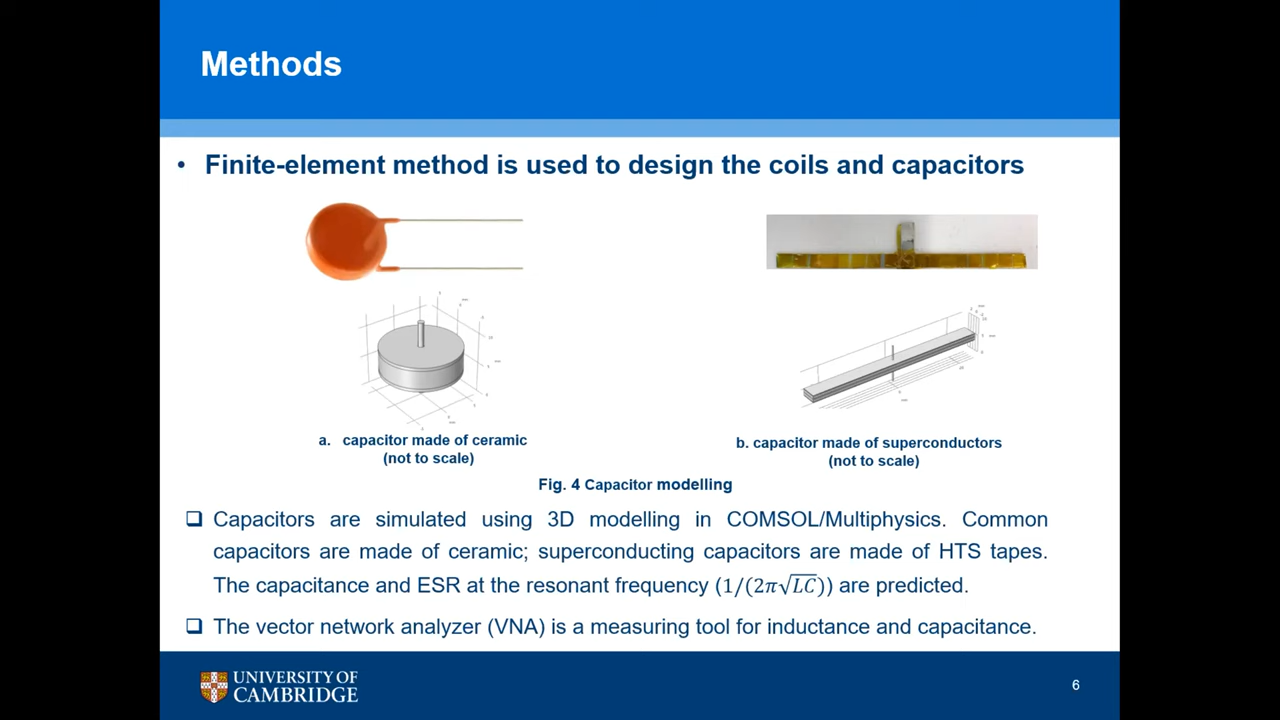 Methods
• Finite-element method is used to design the coils and capacitors
a. capacitor made of ceramic
(not to scale)
b. capacitor made of superconductors
(not to scale)
Fig. 4 Capacitor modelling
❑ Capacitors are simulated using 3D modelling in COMSOL/Multiphysics. Common
capacitors are made of ceramic; superconducting capacitors are made of HTS tapes.
The capacitance and ESR at the resonant frequency (1/(2π√LC)) are predicted.
❑ The vector network analyzer (VNA) is a measuring tool for inductance and capacitance.
UNIVERSITY OF
CAMBRIDGE
6